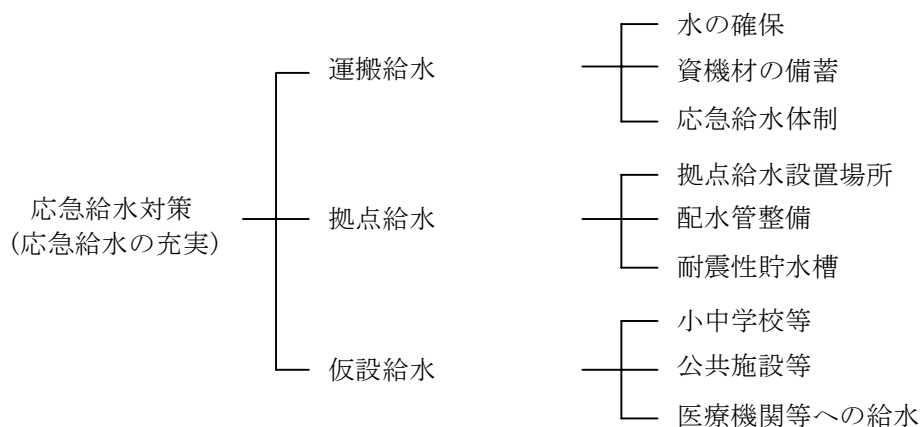 応急給水対策
(応急給水の充実)
運搬給水
水の確保
資機材の備蓄
応急給水体制
拠点給水
拠点給水設置場所
配水管整備
耐震性貯水槽
仮設給水
小中学校等
公共施設等
医療機関等への給水